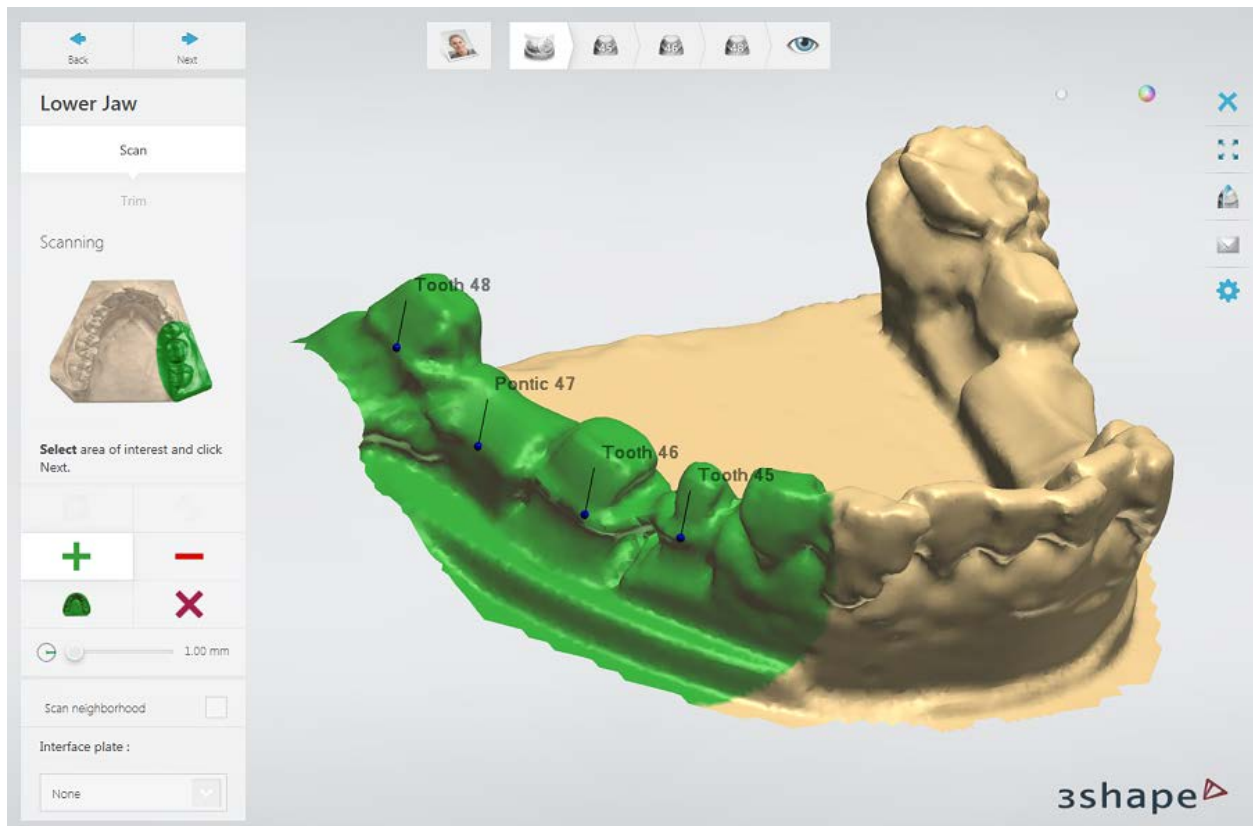 Back
Next
45
46
48
Lower Jaw
Scan
Trim
Scanning
Select area of interest and click
Next.
1.00 mm
Scan neighborhood
Interface plate :
None
Tooth 48
Pontic 47
Tooth 46
Tooth 45
3shape